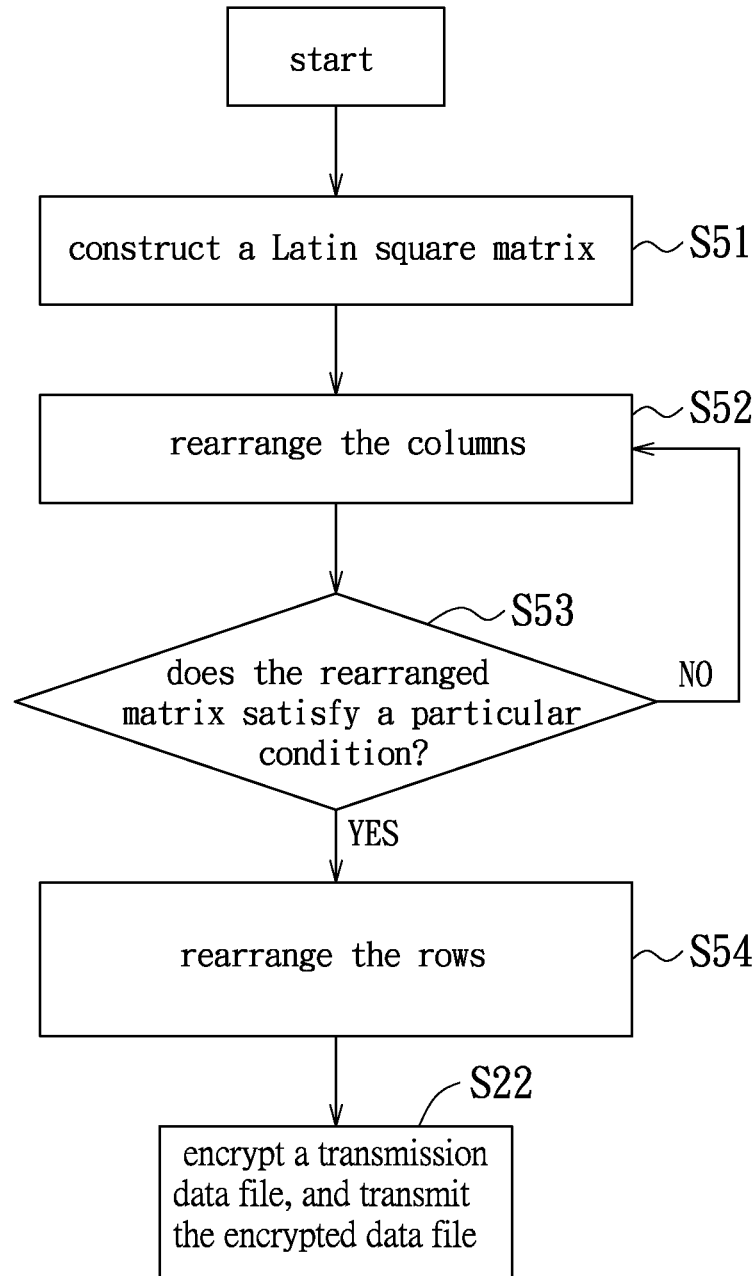 start
construct a Latin square matrix
S51
S52
rearrange the columns
S53
does the rearranged
matrix satisfy a particular
condition?
NO
YES
rearrange the rows
S54
S22
encrypt a transmission
data file, and transmit
the encrypted data file